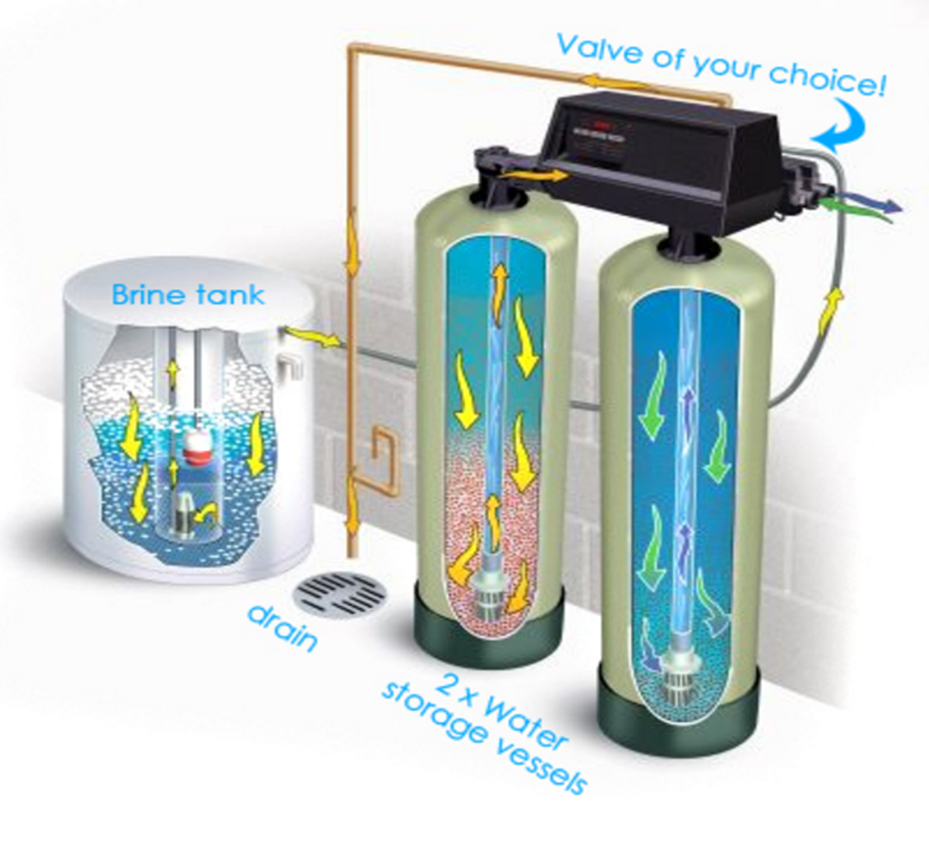 Valve of your choice!
Brine tank
drain
2 x Water
storage vessels